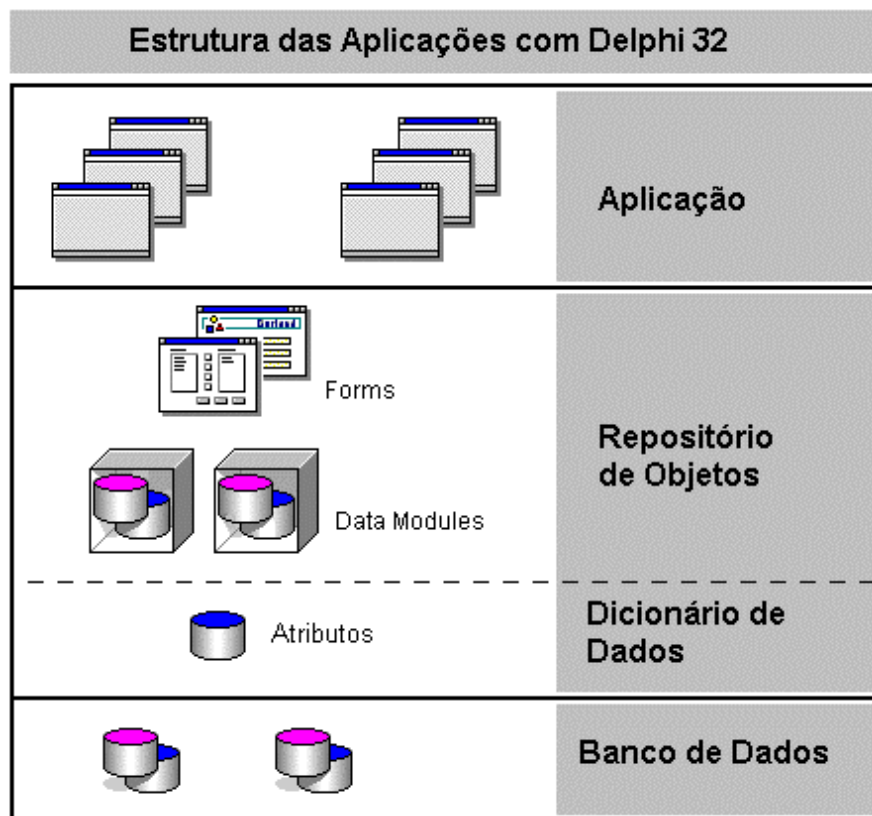 Estrutura das Aplicações com Delphi 32
Aplicação
Borland
Forms
Repositório
de Objetos
Data Modules
Atributos
Dicionário de
Dados
Banco de Dados